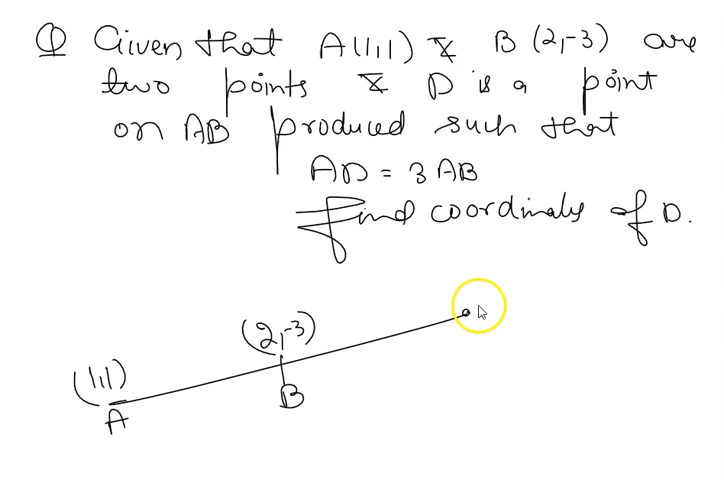 Q Given that A(1,1) & B (2,-3) are
two points & D is a point
on AB produced such that
AD = 3 AB
Find coordinates of D.
(2,-3)
(1,1)
B
A